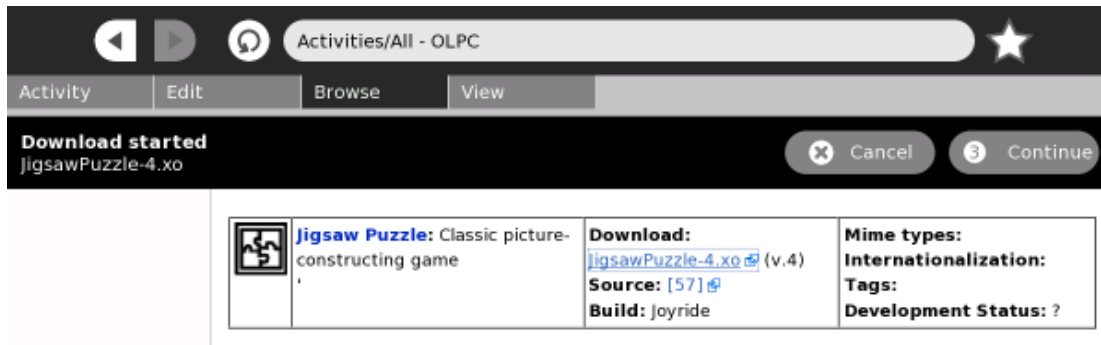 Activities/All - OLPC
Activity Edit Browse View
Download started
JigsawPuzzle-4.xo
Cancel
3 Continue
Jigsaw Puzzle: Classic picture-
constructing game
'
Download:
JigsawPuzzle-4.xo (v.4)
Source: [57]
Build: Joyride
Mime types:
Internationalization:
Tags:
Development Status: ?